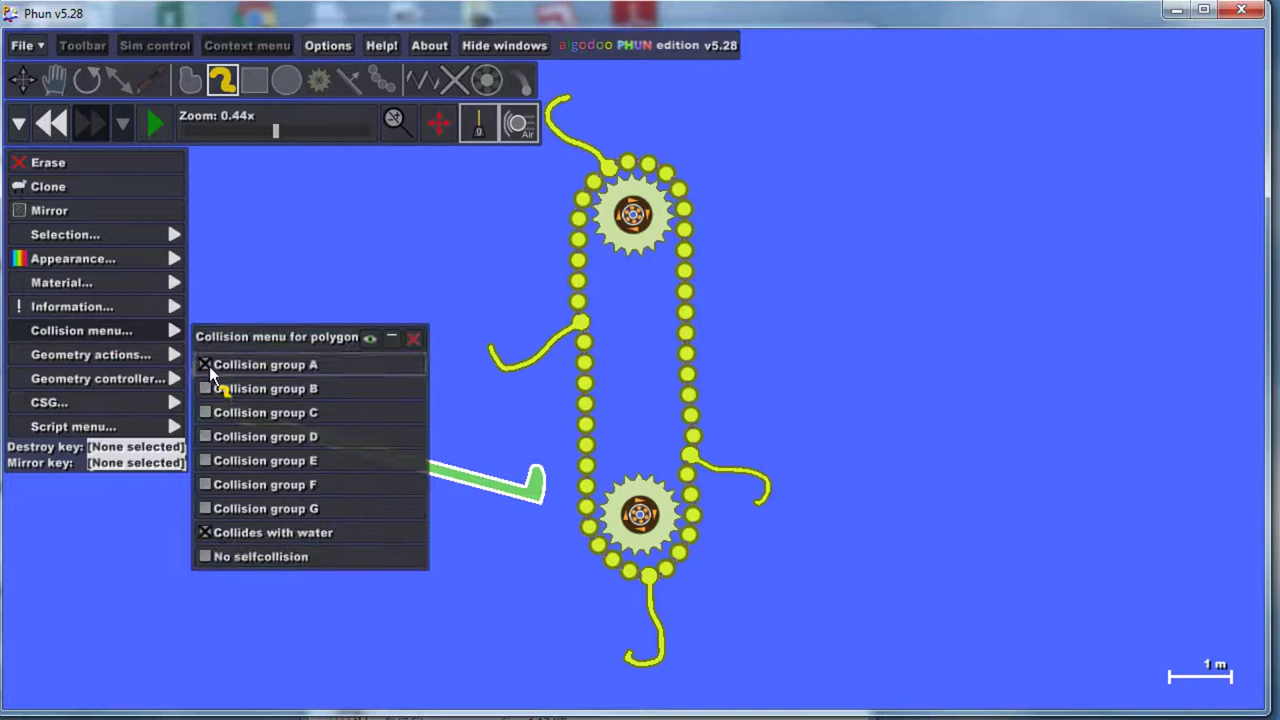 Phun v5.28
File Toolbar Sim control Context menu Options Help! About Hide windows algodoo PHUN edition v5.28
Zoom: 0.44x
g
Air
Erase
Clone
Mirror
Selection...
Appearance...
Material...
Information...
Collision menu...
Geometry actions...
Geometry controller...
CSG...
Script menu...
Destroy key: [None selected]
Mirror key: [None selected]
Collision menu for polygon
Collision group A
Collision group B
Collision group C
Collision group D
Collision group E
Collision group F
Collision group G
Collides with water
No selfcollision
1 m